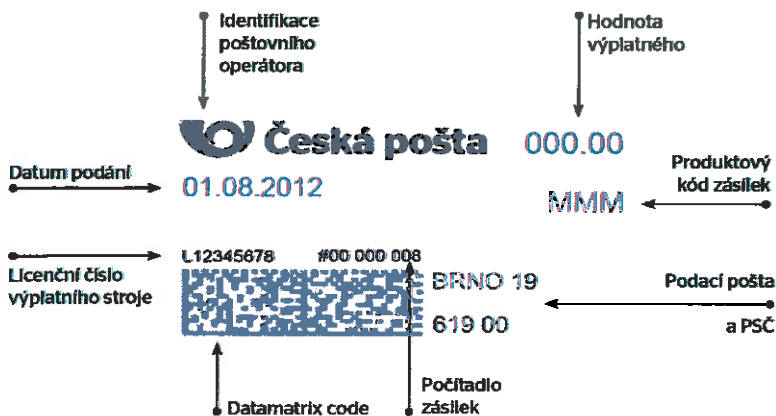 Identifikace
poštovního
operátora
Hodnota
výplatného
Česká pošta
000.00
Datum podání
01.08.2012
Produktový
kód zásilek
MMM
L12345678 #00 000 008
Licenční číslo
výplatního stroje
BRNO 19
619 00
Podací pošta
a PSČ
Datamatrix code
Počítadlo
zásilek